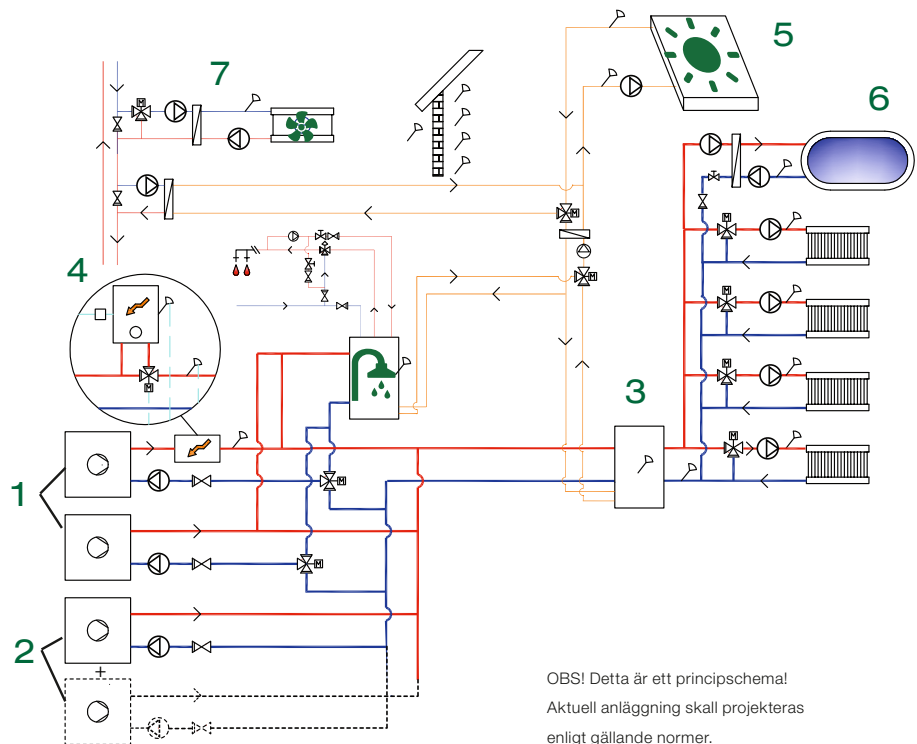 5
7
M
6
M
M
M
4
M
M
M
M
3
M
1
M
M
2
+
OBS! Detta är ett principschema!
Aktuell anläggning skall projekteras
enligt gällande normer.